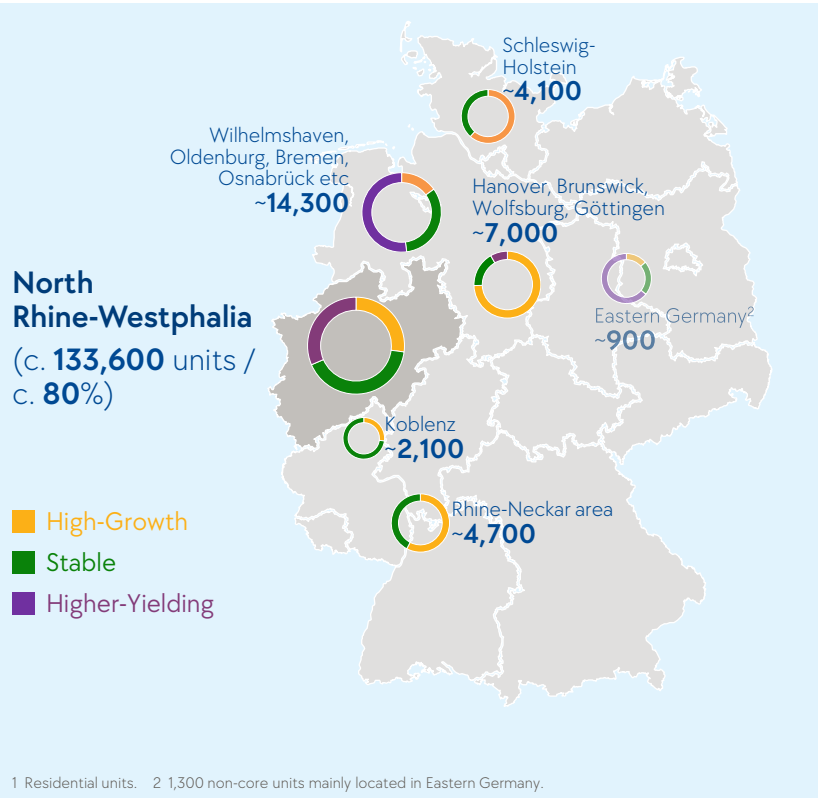 Schleswig-
Holstein
~4,100
Wilhelmshaven,
Oldenburg, Bremen,
Osnabrück etc
~14,300
Hanover, Brunswick,
Wolfsburg, Göttingen
~7,000
North
Rhine-Westphalia
(c. 133,600 units /
c. 80%)
Eastern Germany2
~900
Koblenz
~2,100
Rhine-Neckar area
~4,700
High-Growth
Stable
Higher-Yielding
1 Residential units. 2 1,300 non-core units mainly located in Eastern Germany.